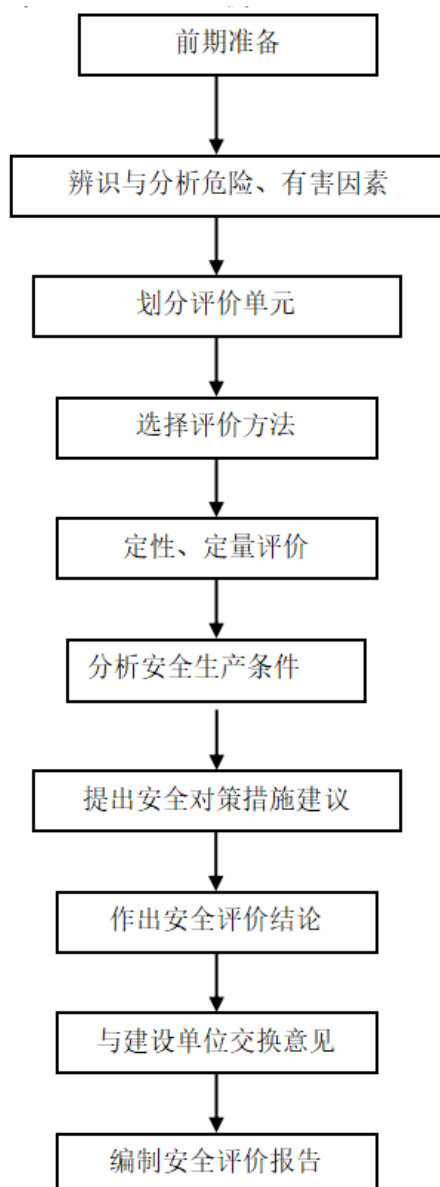 前期准备
辨识与分析危险、有害因素
划分评价单元
选择评价方法
定性、定量评价
分析安全生产条件
提出安全对策措施建议
作出安全评价结论
与建设单位交换意见
编制安全评价报告